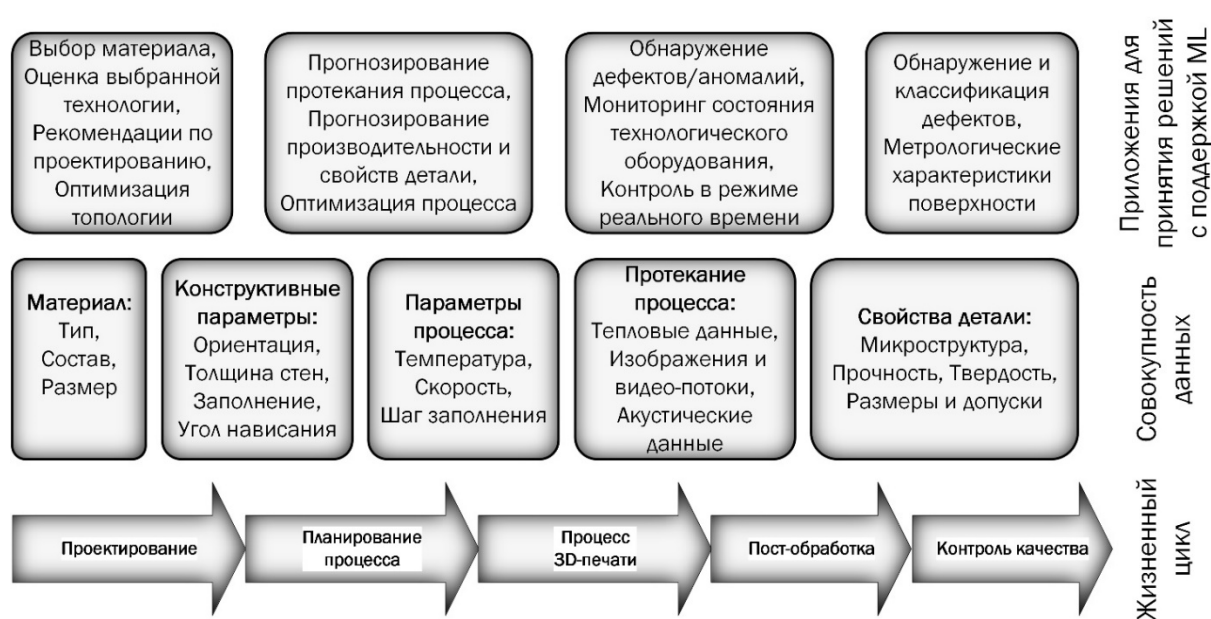 Выбор материала,
Оценка выбранной
технологии,
Рекомендации по
проектированию,
Оптимизация
топологии
Прогнозирование
протекания процесса,
Прогнозирование
производительности и
свойств детали,
Оптимизация процесса
Обнаружение
дефектов/аномалий,
Мониторинг состояния
технологического
оборудования,
Контроль в режиме
реального времени
Обнаружение и
классификация
дефектов,
Метрологические
характеристики
поверхности
Приложения для
принятия решений
с поддержкой ML
Материал:
Тип,
Состав,
Размер
Конструктивные
параметры:
Ориентация,
Толщина стен,
Заполнение,
Угол нависания
Параметры
процесса:
Температура,
Скорость,
Шаг заполнения
Протекание
процесса:
Тепловые данные,
Изображения и
видео-потоки,
Акустические
данные
Свойства детали:
Микроструктура,
Прочность, Твердость,
Размеры и допуски
Совокупность
данных
Проектирование
Планирование
процесса
Процесс
3D-печати
Пост-обработка
Контроль качества
Жизненный
цикл